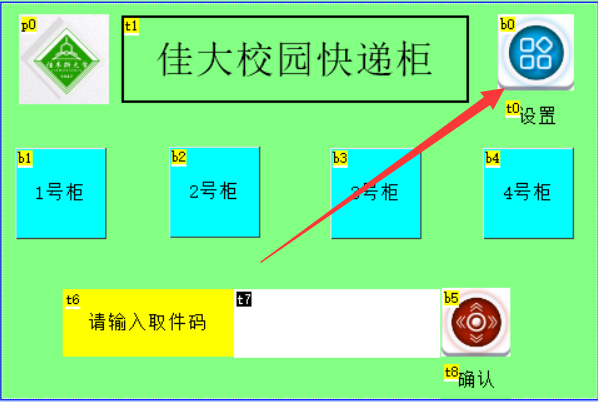 p0
t1
佳大校园快递柜
b0
t0
设置
b1
1号柜
b2
2号柜
b3
3号柜
b4
4号柜
t6
请输入取件码
t7
b5
t8
确认